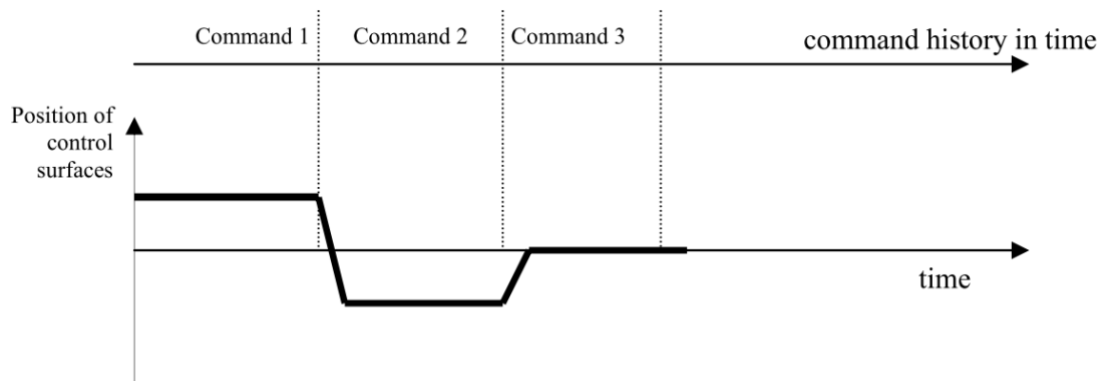 Command 1
Command 2
Command 3
command history in time
Position of
control
surfaces
time